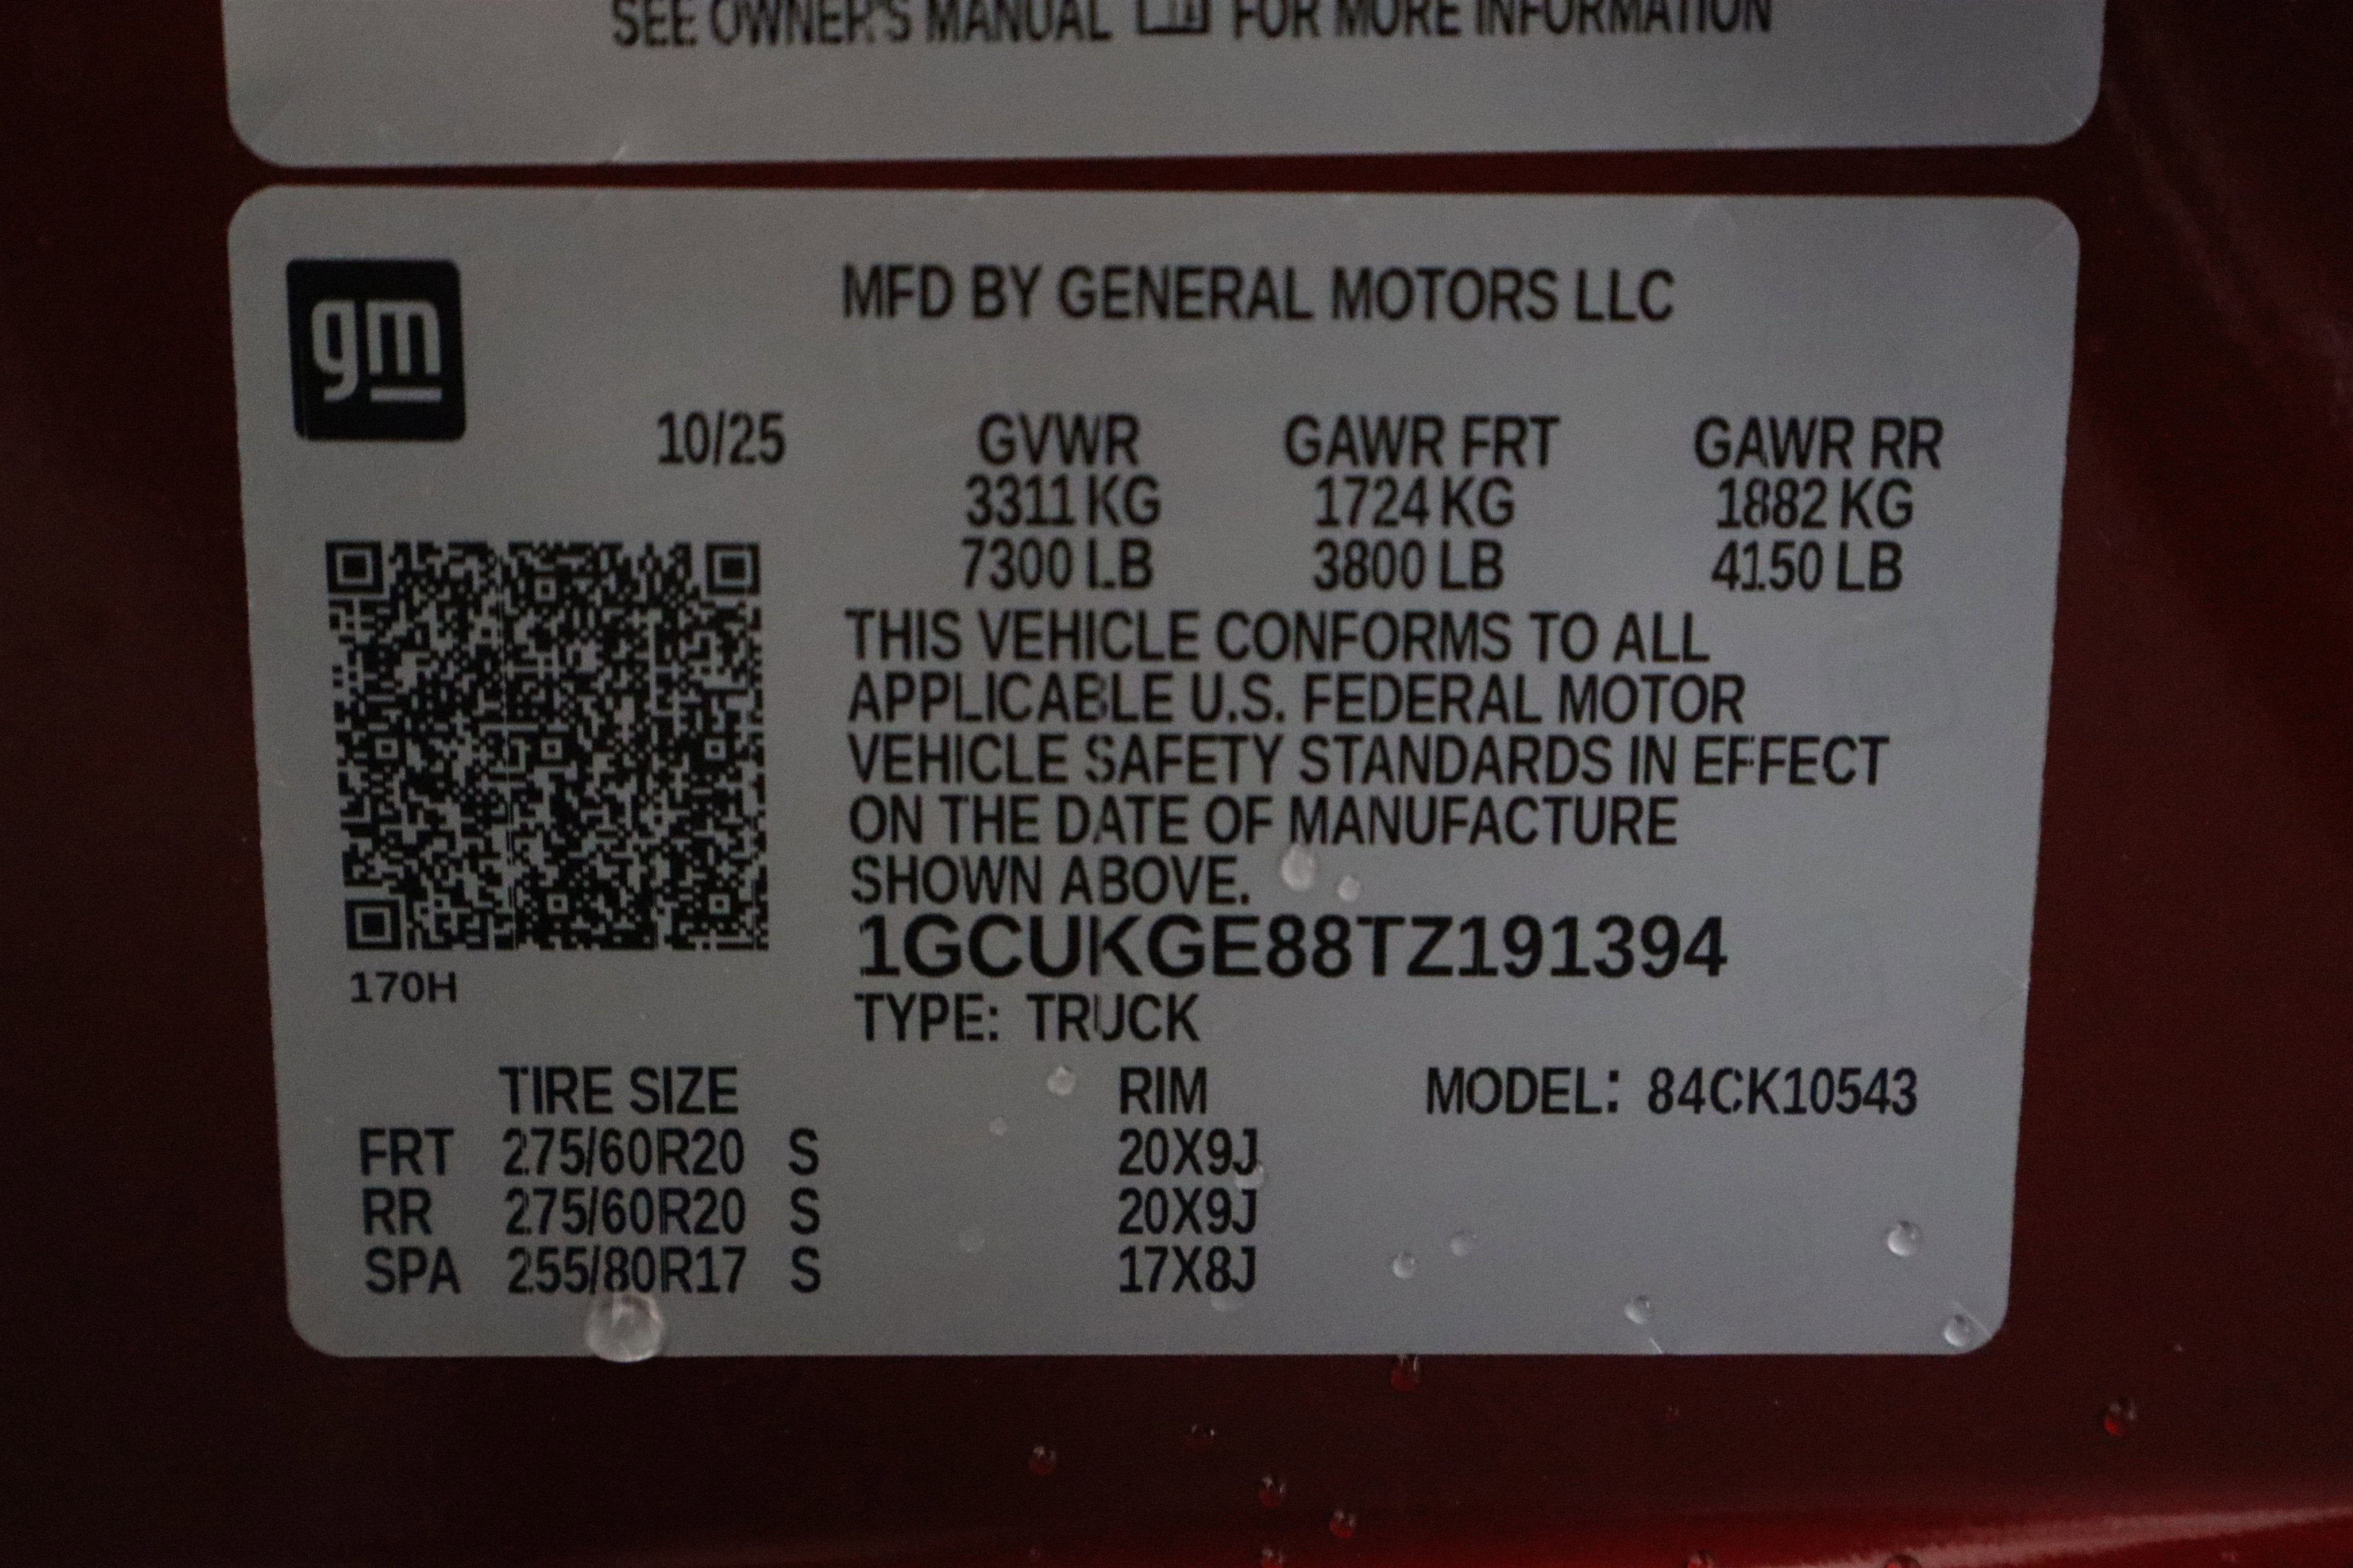 SEE OWNER'S MANUAL FOR MORE INFORMATION
gm
MFD BY GENERAL MOTORS LLC
10/25 GVWR GAWR FRT GAWR RR
3311 KG 1724 KG 1882 KG
7300 LB 3800 LB 4150 LB
THIS VEHICLE CONFORMS TO ALL
APPLICABLE U.S. FEDERAL MOTOR
VEHICLE SAFETY STANDARDS IN EFFECT
ON THE DATE OF MANUFACTURE
SHOWN ABOVE.
1GCUKGE88TZ191394
170H
TYPE: TRUCK
TIRE SIZE RIM MODEL: 84CK10543
FRT 275/60R20 S 20X9J
RR 275/60R20 S 20X9J
SPA 255/80R17 S 17X8J